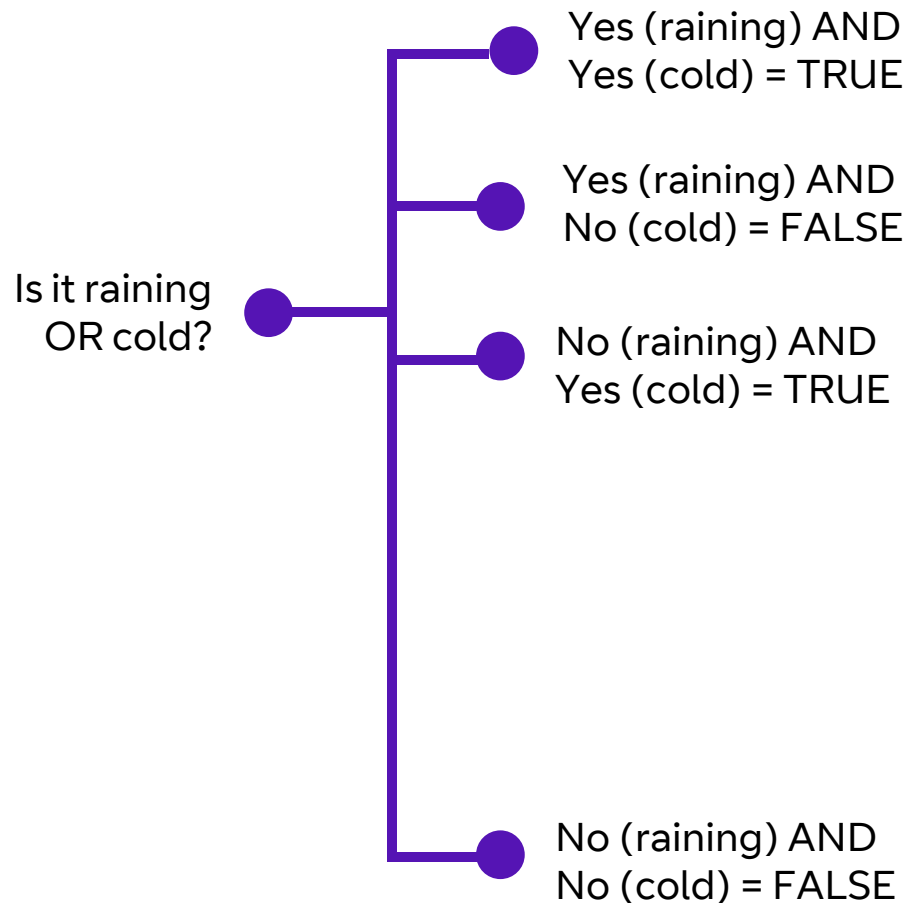 Yes (raining) AND
Yes (cold) = TRUE
Yes (raining) AND
No (cold) = FALSE
Is it raining
OR cold?
No (raining) AND
Yes (cold) = TRUE
No (raining) AND
No (cold) = FALSE